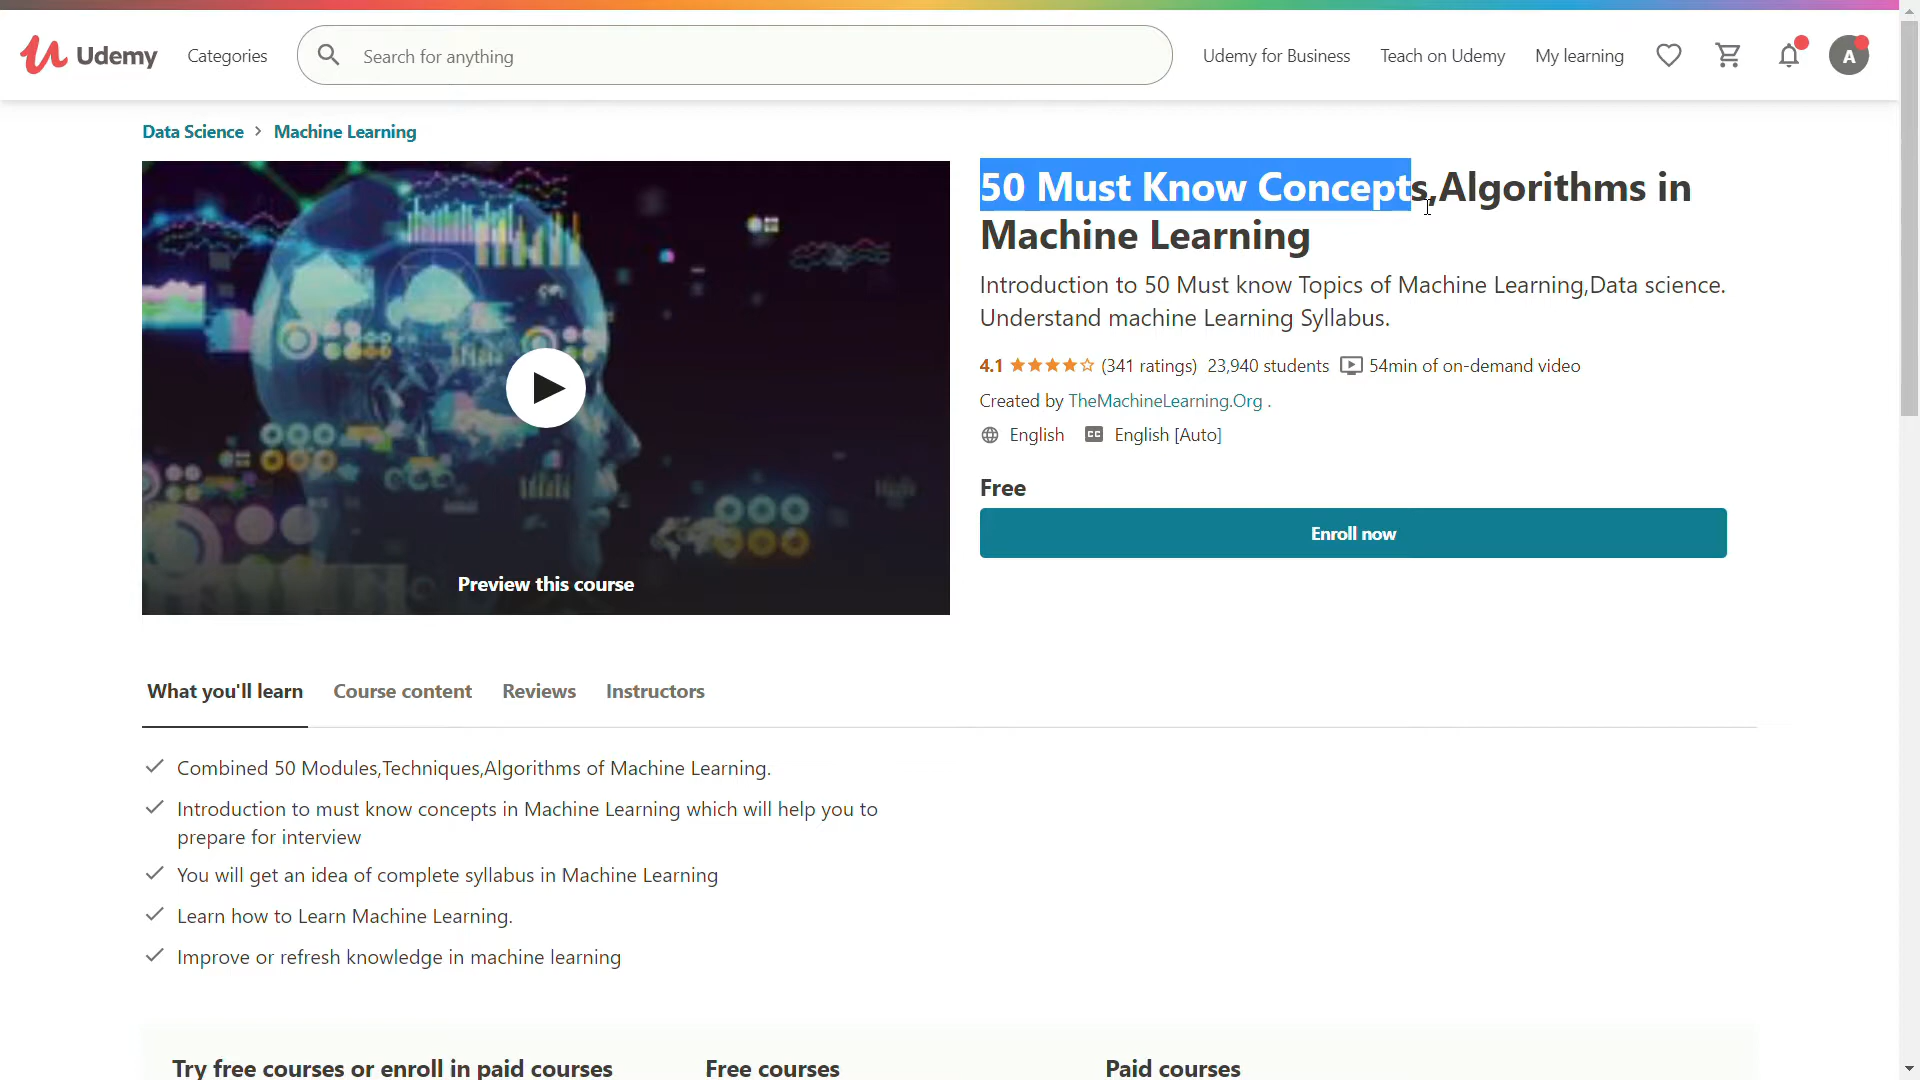 Udemy
Categories
Search for anything
Udemy for Business
Teach on Udemy
My learning
A
Data Science
Machine Learning
Preview this course
50 Must Know Concepts,Algorithms in
Machine Learning
Introduction to 50 Must know Topics of Machine Learning,Data science.
Understand machine Learning Syllabus.
4.1 (341 ratings) 23,940 students 54min of on-demand video
Created by TheMachineLearning.Org .
English CC English [Auto]
Free
Enroll now
What you'll learn
Course content
Reviews
Instructors
Combined 50 Modules,Techniques,Algorithms of Machine Learning.
Introduction to must know concepts in Machine Learning which will help you to
prepare for interview
You will get an idea of complete syllabus in Machine Learning
Learn how to Learn Machine Learning.
Improve or refresh knowledge in machine learning
Try free courses or enroll in paid courses
Free courses
Paid courses